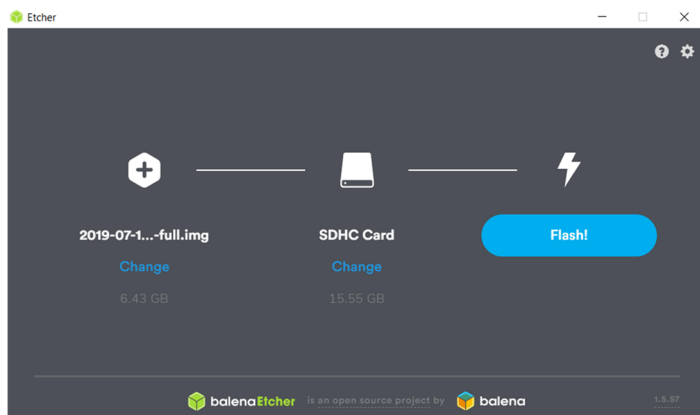 Etcher
2019-07-1...-full.img
SDHC Card
Flash!
Change
Change
6.43 GB
15.55 GB
balenaEtcher is an open source project by balena
1.5.57